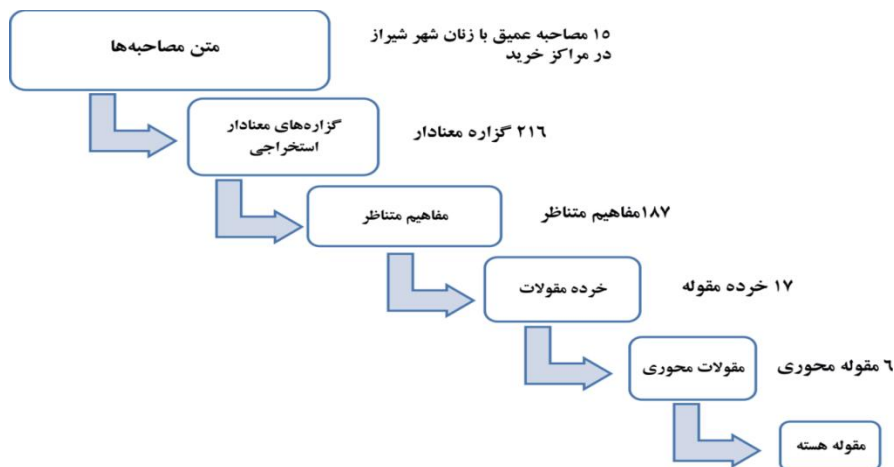 ۱۵ مصاحبه عمیق با زنان شهر شیراز
در مراکز خرید
متن مصاحبه‌ها
۲۱۶ گزاره معنادار
گزاره‌های معنادار
استخراجی
۱۸۷مفاهیم متناظر
مفاهیم متناظر
۱۷ خرده مقوله
خرده مقولات
۶ مقوله محوری
مقولات محوری
مقوله هسته